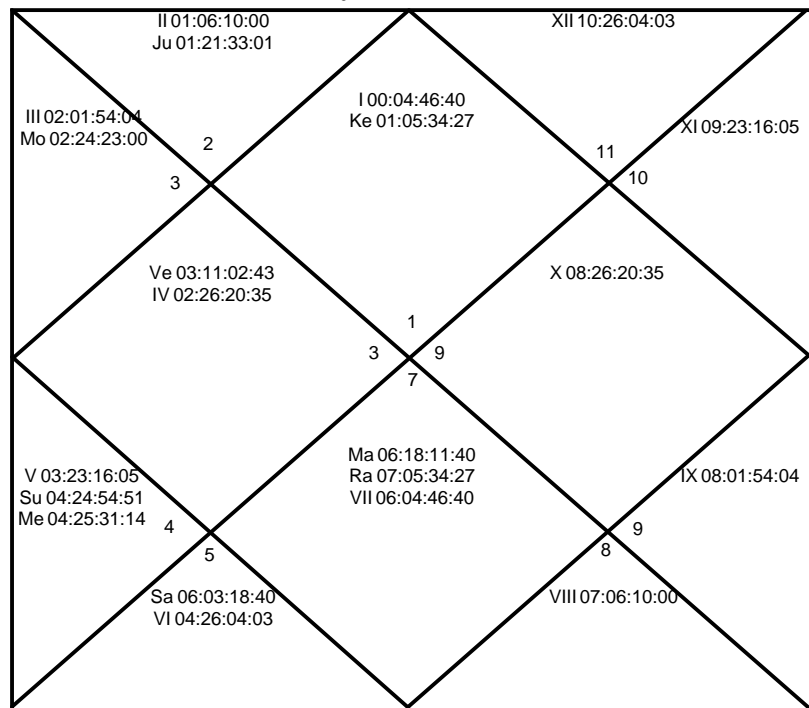 II 01:06:10:00
Ju 01:21:33:01
XII 10:26:04:03
I 00:04:46:40
Ke 01:05:34:27
III 02:01:54:04
Mo 02:24:23:00
XI 09:23:16:05
2
11
3
10
Ve 03:11:02:43
IV 02:26:20:35
X 08:26:20:35
1
3
9
7
Ma 06:18:11:40
Ra 07:05:34:27
VII 06:04:46:40
V 03:23:16:05
Su 04:24:54:51
Me 04:25:31:14
IX 08:01:54:04
4
9
5
8
Sa 06:03:18:40
VI 04:26:04:03
VIII 07:06:10:00